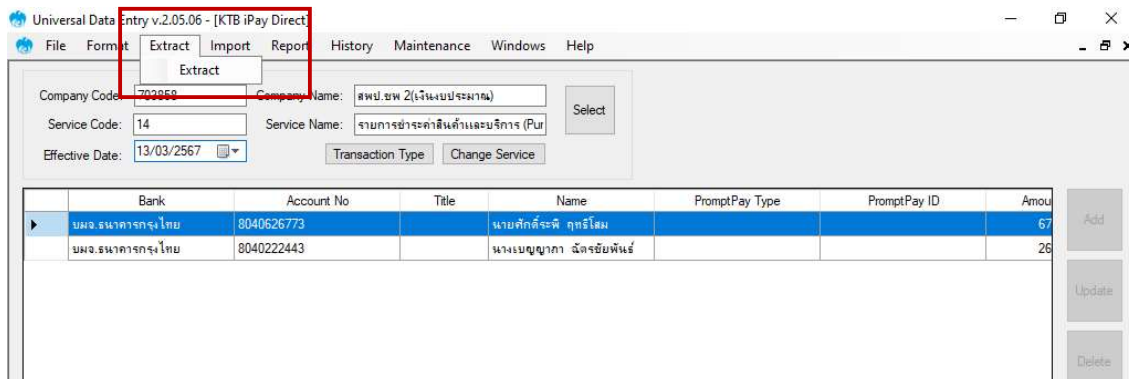 Universal Data Entry v.2.05.06 - [KTB iPay Direct]
File Format Extract Import Report History Maintenance Windows Help
Extract
Company Code: 703858 Company Name: สพป.ชพ 2(เงินงบประมาณ)
Select
Service Code: 14 Service Name: รายการชำระค่าสินค้าและบริการ (Pur
Effective Date: 13/03/2567 Transaction Type Change Service
Bank Account No Title Name PromptPay Type PromptPay ID Amou
บมจ.ธนาคารกรุงไทย 8040626773 นายศักดิ์ระพี ฤทธิโสม 67
Add
บมจ.ธนาคารกรุงไทย 8040222443 นางเบญญาภา ฉัตรชัยพันธ์ 26
Update
Delete